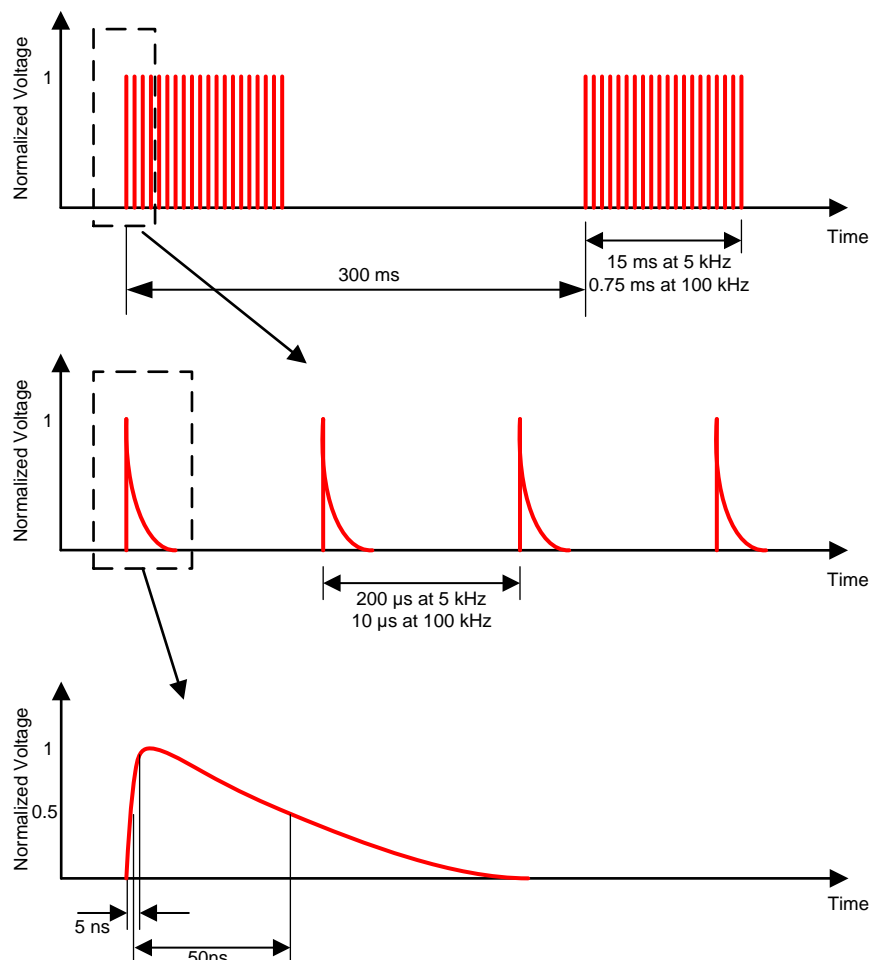 Normalized Voltage
1
Time
15 ms at 5 kHz
0.75 ms at 100 kHz
300 ms
Normalized Voltage
1
Time
200 µs at 5 kHz
10 µs at 100 kHz
Normalized Voltage
1
0.5
Time
5 ns
50ns